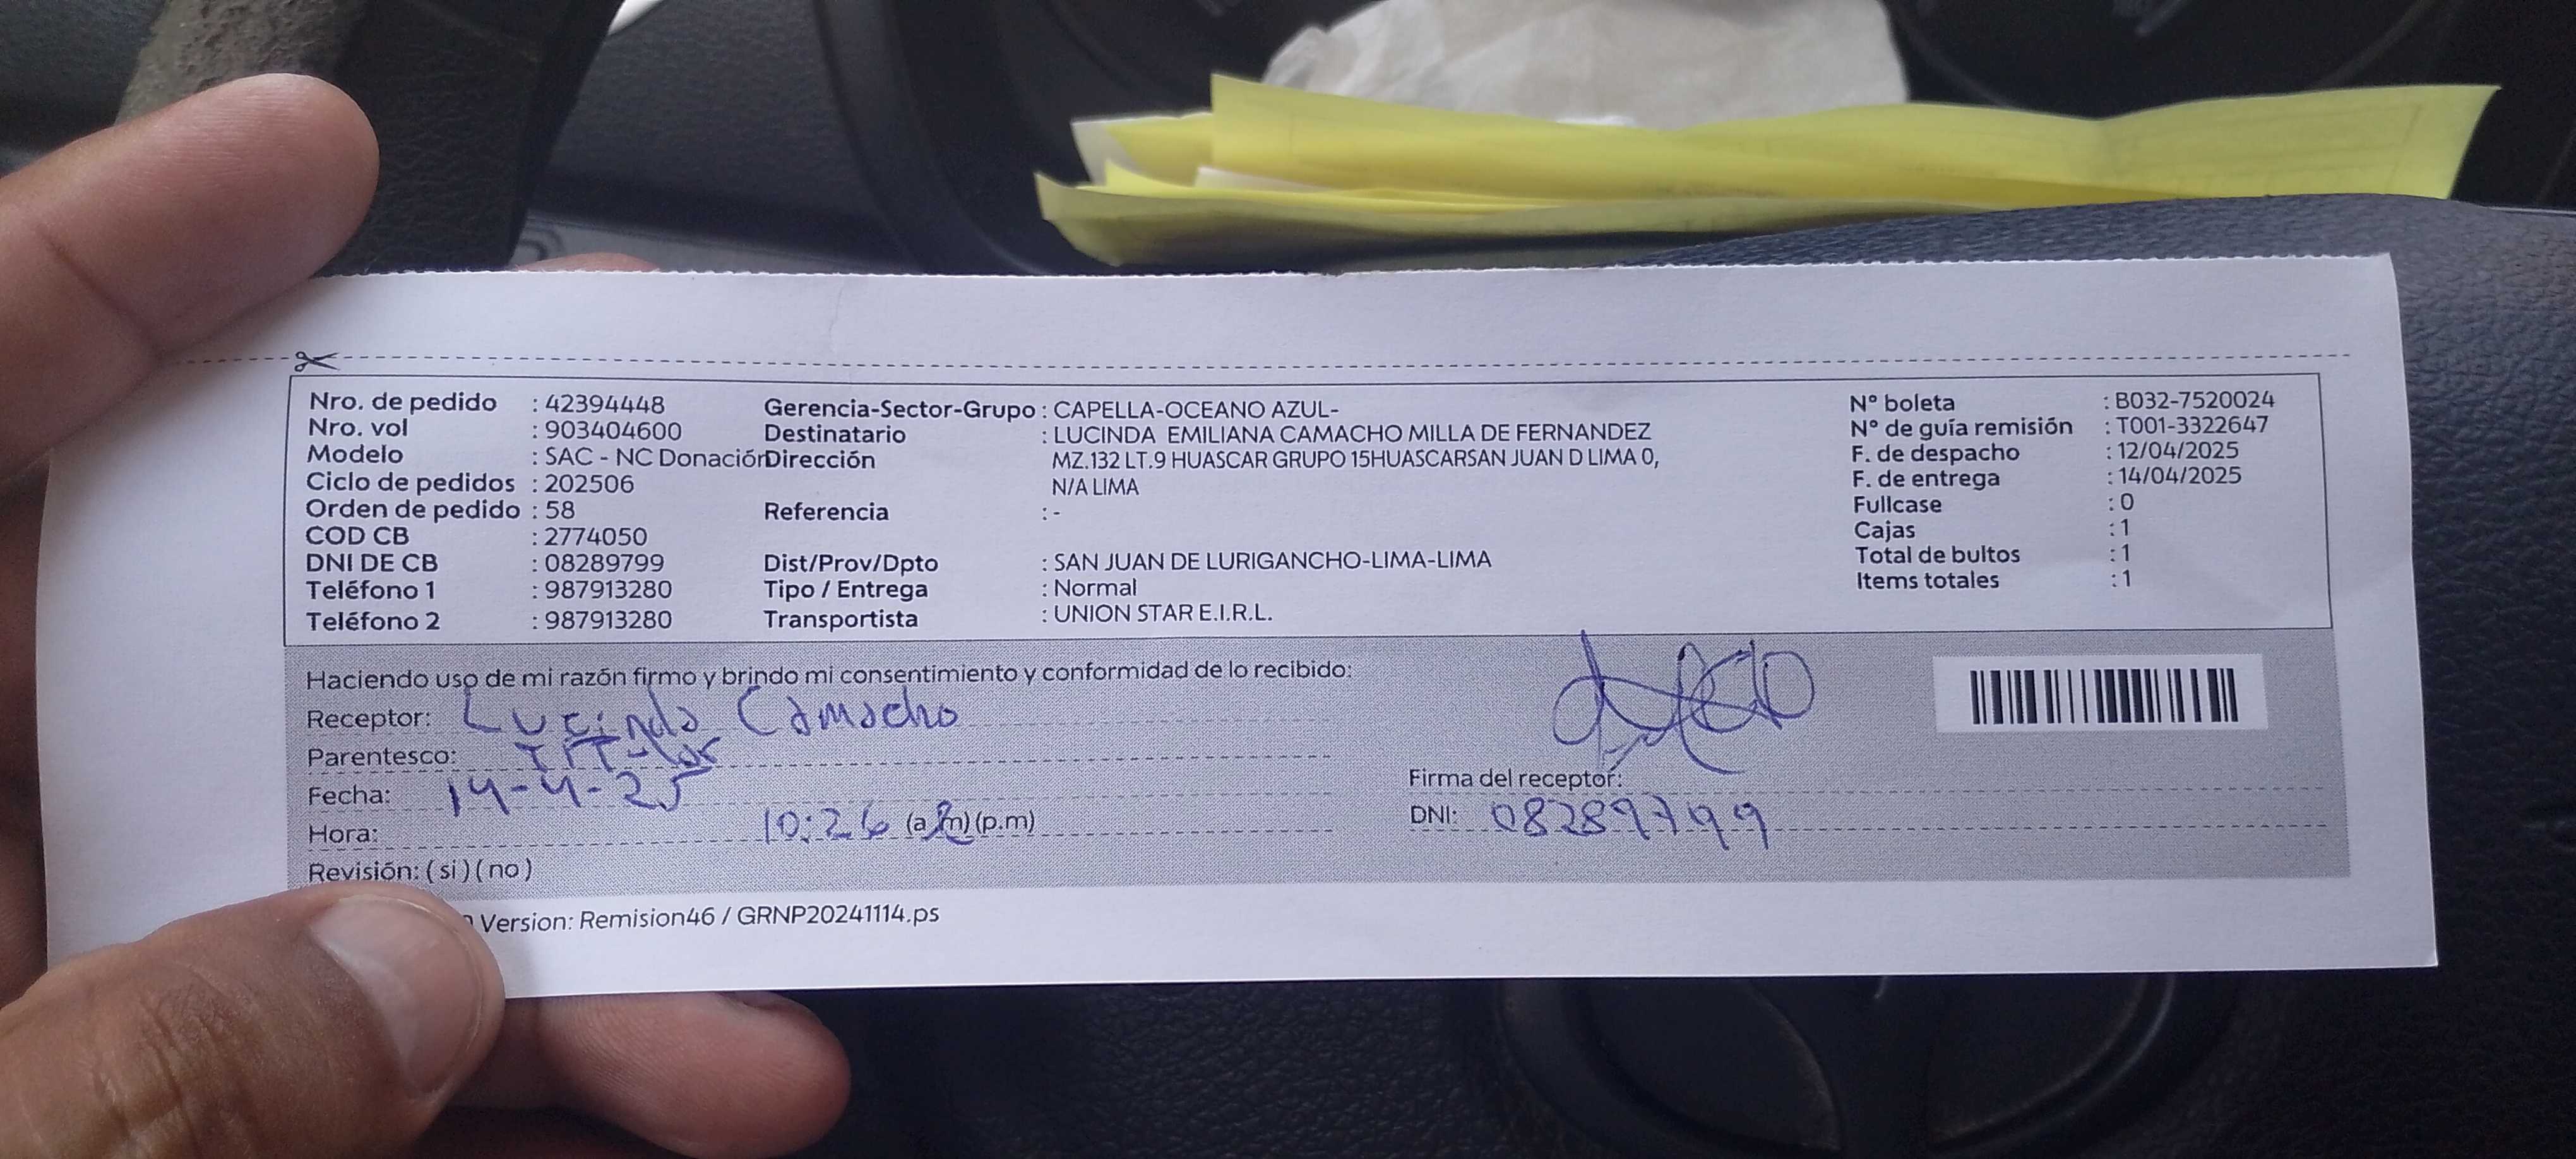 Nro. de pedido : 42394448
Nro. vol : 903404600
Modelo : SAC - NC Donación
Ciclo de pedidos : 202506
Orden de pedido : 58
COD CB : 2774050
DNI DE CB : 08289799
Teléfono 1 : 987913280
Teléfono 2 : 987913280
Gerencia-Sector-Grupo : CAPELLA-OCEANO AZUL-
Destinatario : LUCINDA EMILIANA CAMACHO MILLA DE FERNANDEZ
Dirección MZ.132 LT.9 HUASCAR GRUPO 15HUASCARSAN JUAN D LIMA 0,
N/A LIMA
Referencia : -
Dist/Prov/Dpto : SAN JUAN DE LURIGANCHO-LIMA-LIMA
Tipo / Entrega : Normal
Transportista : UNION STAR E.I.R.L.
N° boleta : B032-7520024
N° de guía remisión : T001-3322647
F. de despacho : 12/04/2025
F. de entrega : 14/04/2025
Fullcase : 0
Cajas : 1
Total de bultos : 1
Items totales : 1
Haciendo uso de mi razón firmo y brindo mi consentimiento y conformidad de lo recibido:
Receptor: Lucinda Camacho
Parentesco: TiTular
Fecha: 14-4-25
Hora: 10:26 (a.m)(p.m)
Revisión: (si)(no)
Firma del receptor:
DNI: 08289799
Version: Remision46 / GRNP20241114.ps